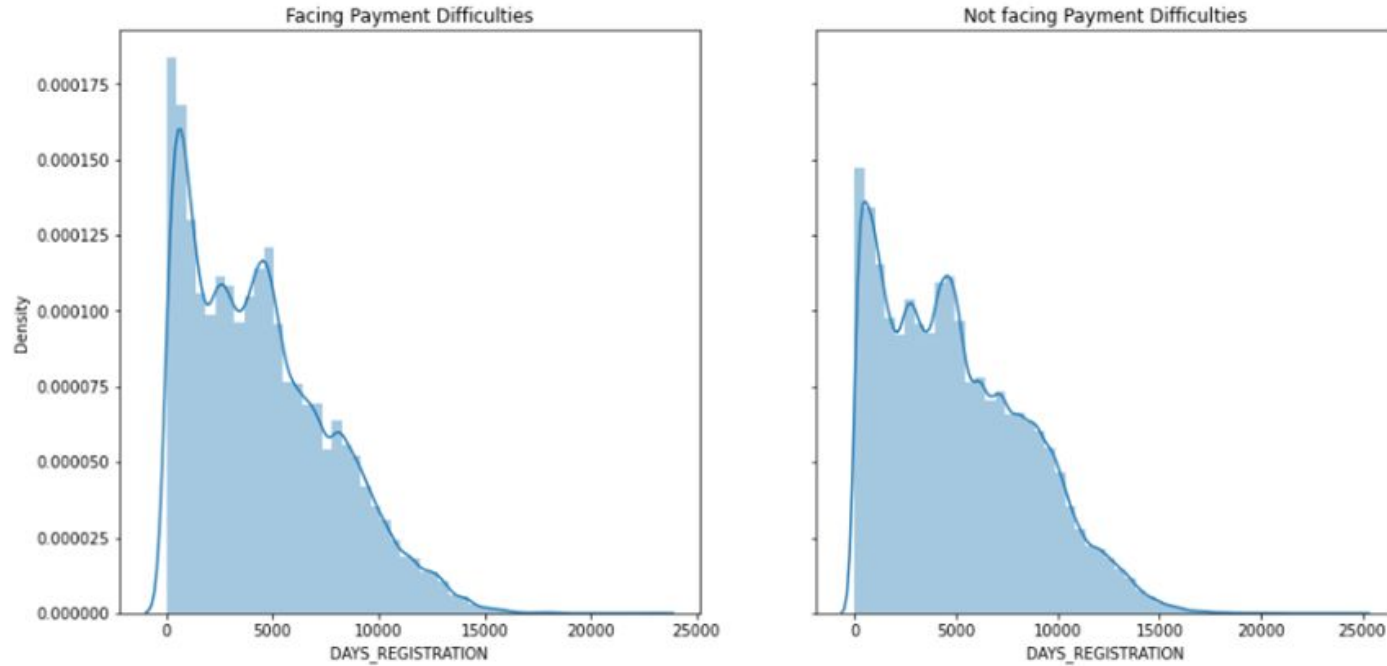 Facing Payment Difficulties
Not facing Payment Difficulties
0.000175
0.000150
0.000125
0.000100
0.000075
0.000050
0.000025
0.000000
Density
0 5000 10000 15000 20000 25000
DAYS_REGISTRATION
0 5000 10000 15000 20000 25000
DAYS_REGISTRATION